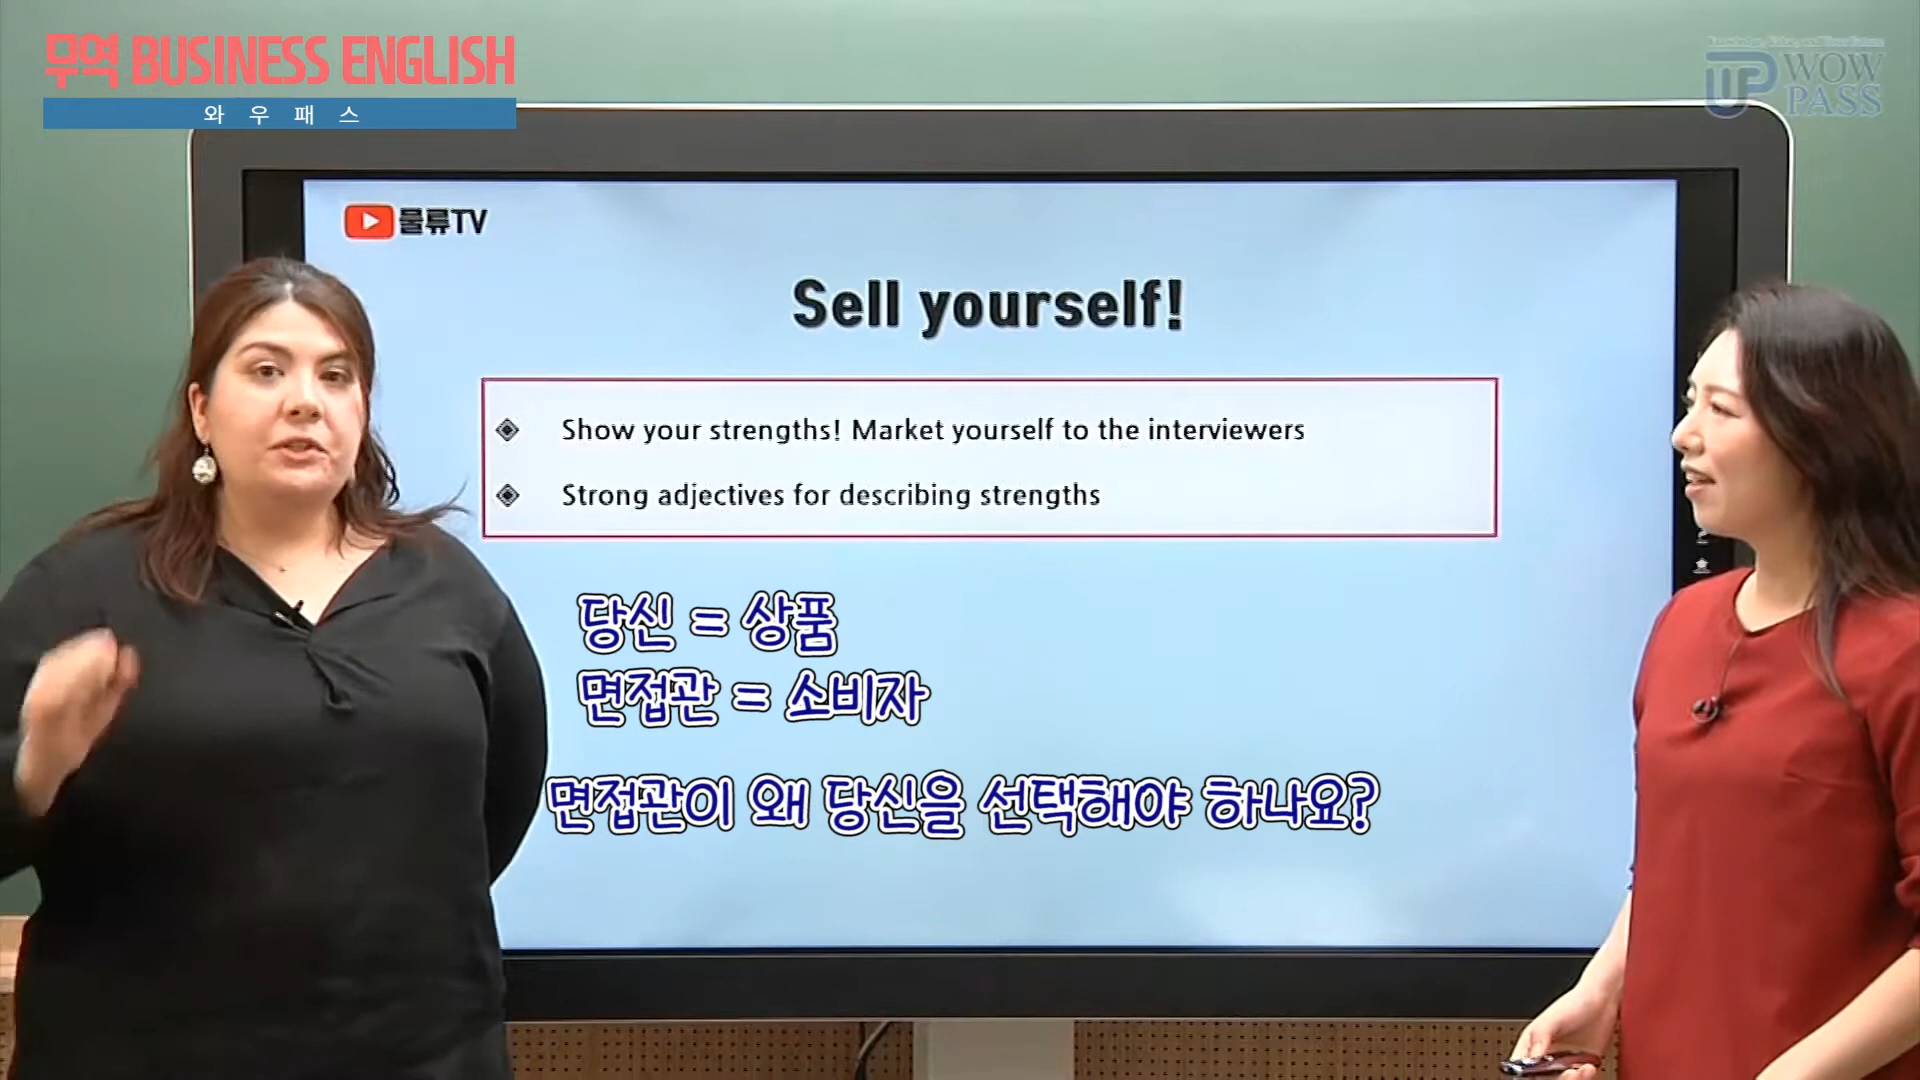 무역 BUSINESS ENGLISH
와우패스
UP WOW PASS
물류TV
Sell yourself!
Show your strengths! Market yourself to the interviewers
Strong adjectives for describing strengths
당신 = 상품
면접관 = 소비자
면접관이 왜 당신을 선택해야 하나요?